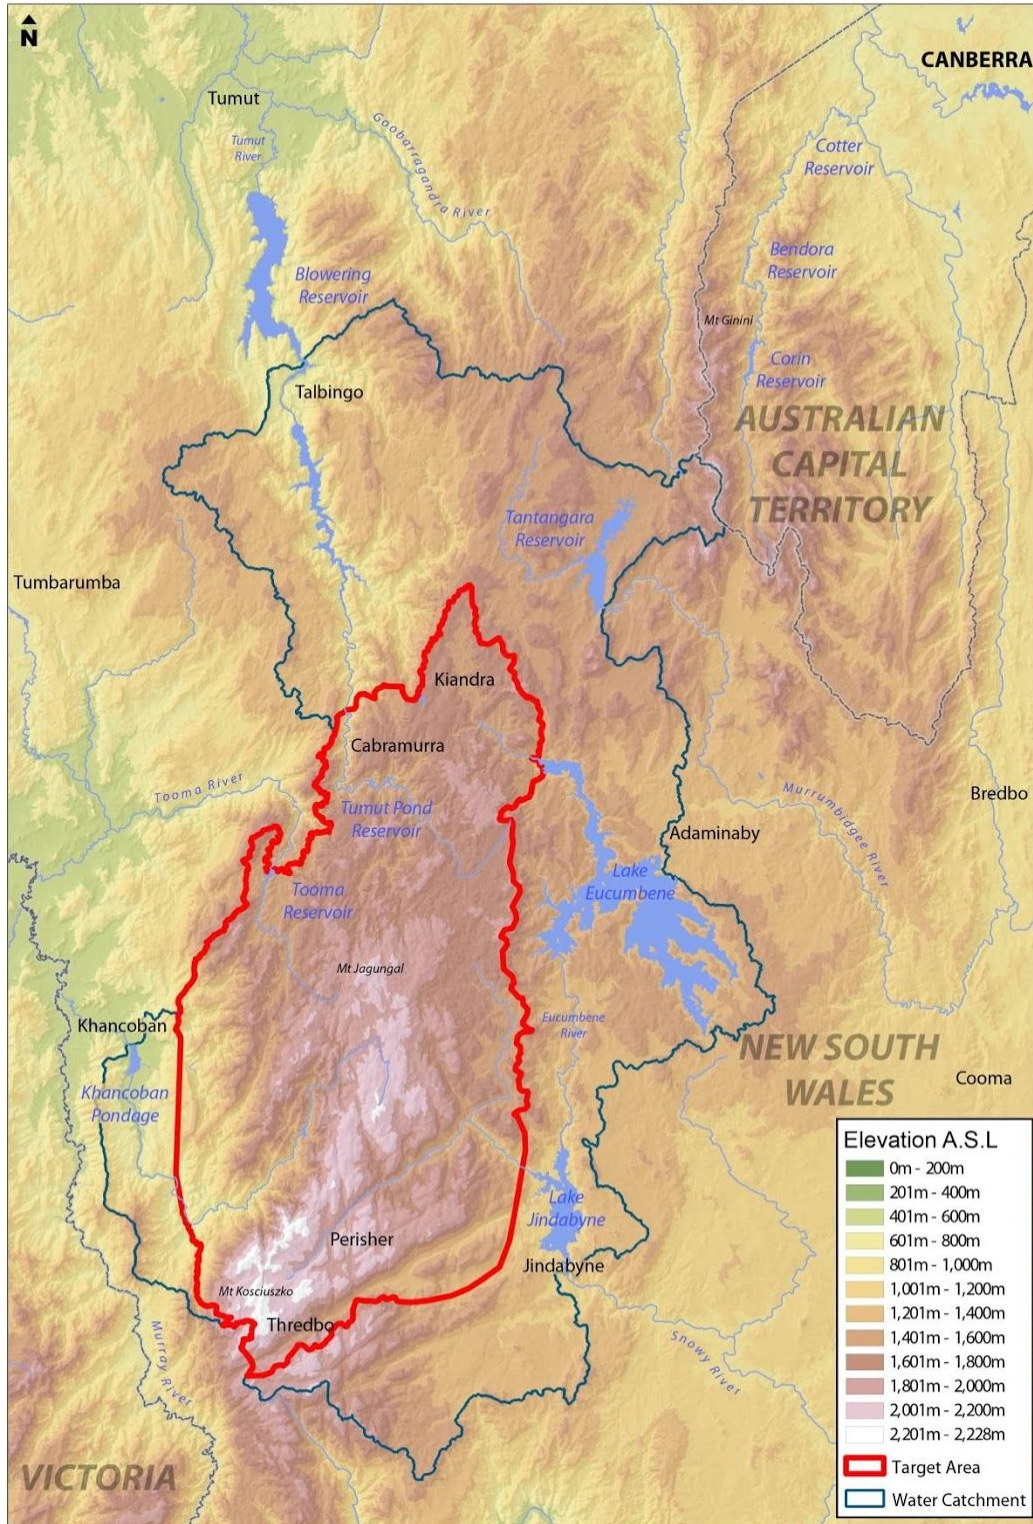 N
CANBERRA
Tumut
Tumut
River
Goobarragandra River
Cotter
Reservoir
Blowering
Reservoir
Bendora
Reservoir
Mt Ginini
Corin
Reservoir
Talbingo
AUSTRALIAN
CAPITAL
TERRITORY
Tantangara
Reservoir
Tumbarumba
Kiandra
Cabramurra
Tooma River
Tumut Pond
Reservoir
Murrumbidgee River
Bredbo
Adaminaby
Lake
Eucumbene
Tooma
Reservoir
Mt Jagungal
Khancoban
Eucumbene
River
NEW SOUTH
WALES
Khancoban
Pondage
Cooma
Lake
Jindabyne
Perisher
Jindabyne
Mt Kosciuszko
Thredbo
Murray River
Snowy River
VICTORIA
Elevation A.S.L
0m - 200m
201m - 400m
401m - 600m
601m - 800m
801m - 1,000m
1,001m - 1,200m
1,201m - 1,400m
1,401m - 1,600m
1,601m - 1,800m
1,801m - 2,000m
2,001m - 2,200m
2,201m - 2,228m
Target Area
Water Catchment